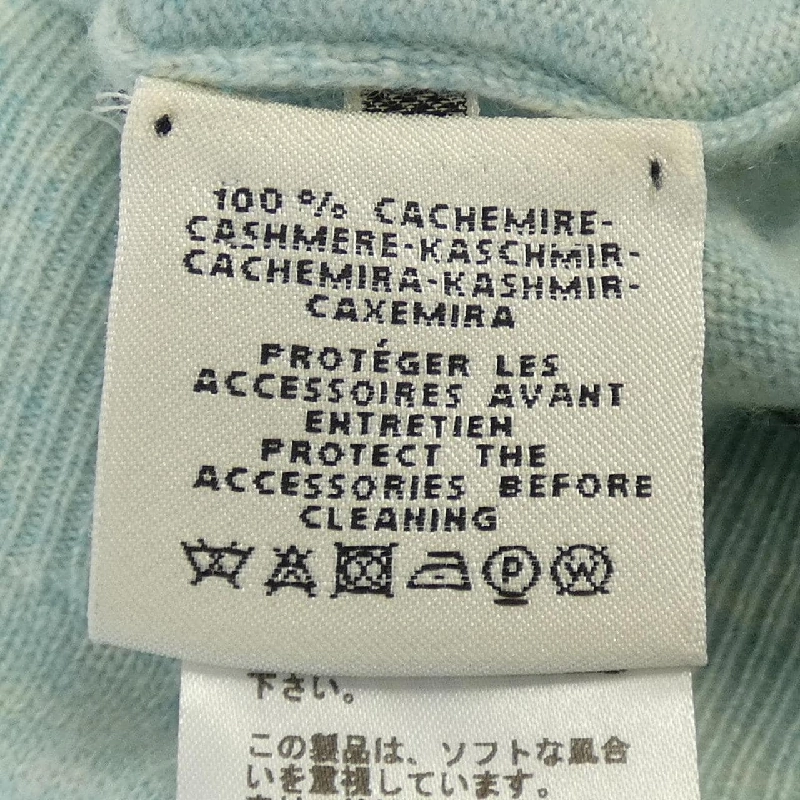 100 % CACHEMIRE-
CASHMERE-KASCHMIR-
CACHEMIRA-KASHMIR-
CAXEMIRA
PROTÉGER LES
ACCESSOIRES AVANT
ENTRETIEN
PROTECT THE
ACCESSORIES BEFORE
CLEANING
P W
下さい。
この製品は、ソフトな風合
いを重視しています。